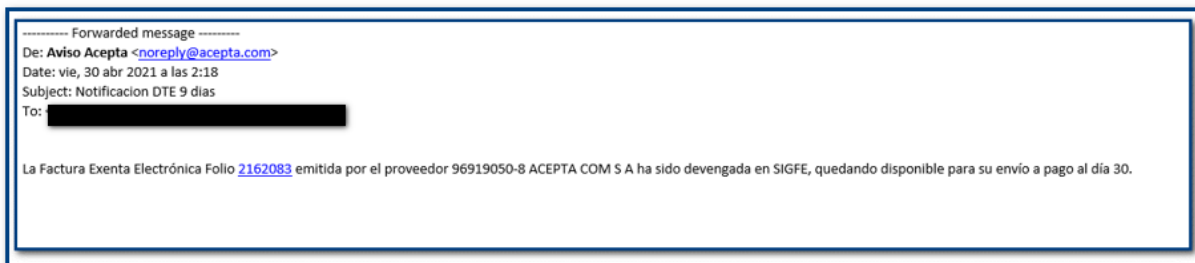 ---------- Forwarded message ---------
De: Aviso Acepta <noreply@acepta.com>
Date: vie, 30 abr 2021 a las 2:18
Subject: Notificacion DTE 9 dias
To:
La Factura Exenta Electrónica Folio 2162083 emitida por el proveedor 96919050-8 ACEPTA COM S A ha sido devengada en SIGFE, quedando disponible para su envío a pago al día 30.